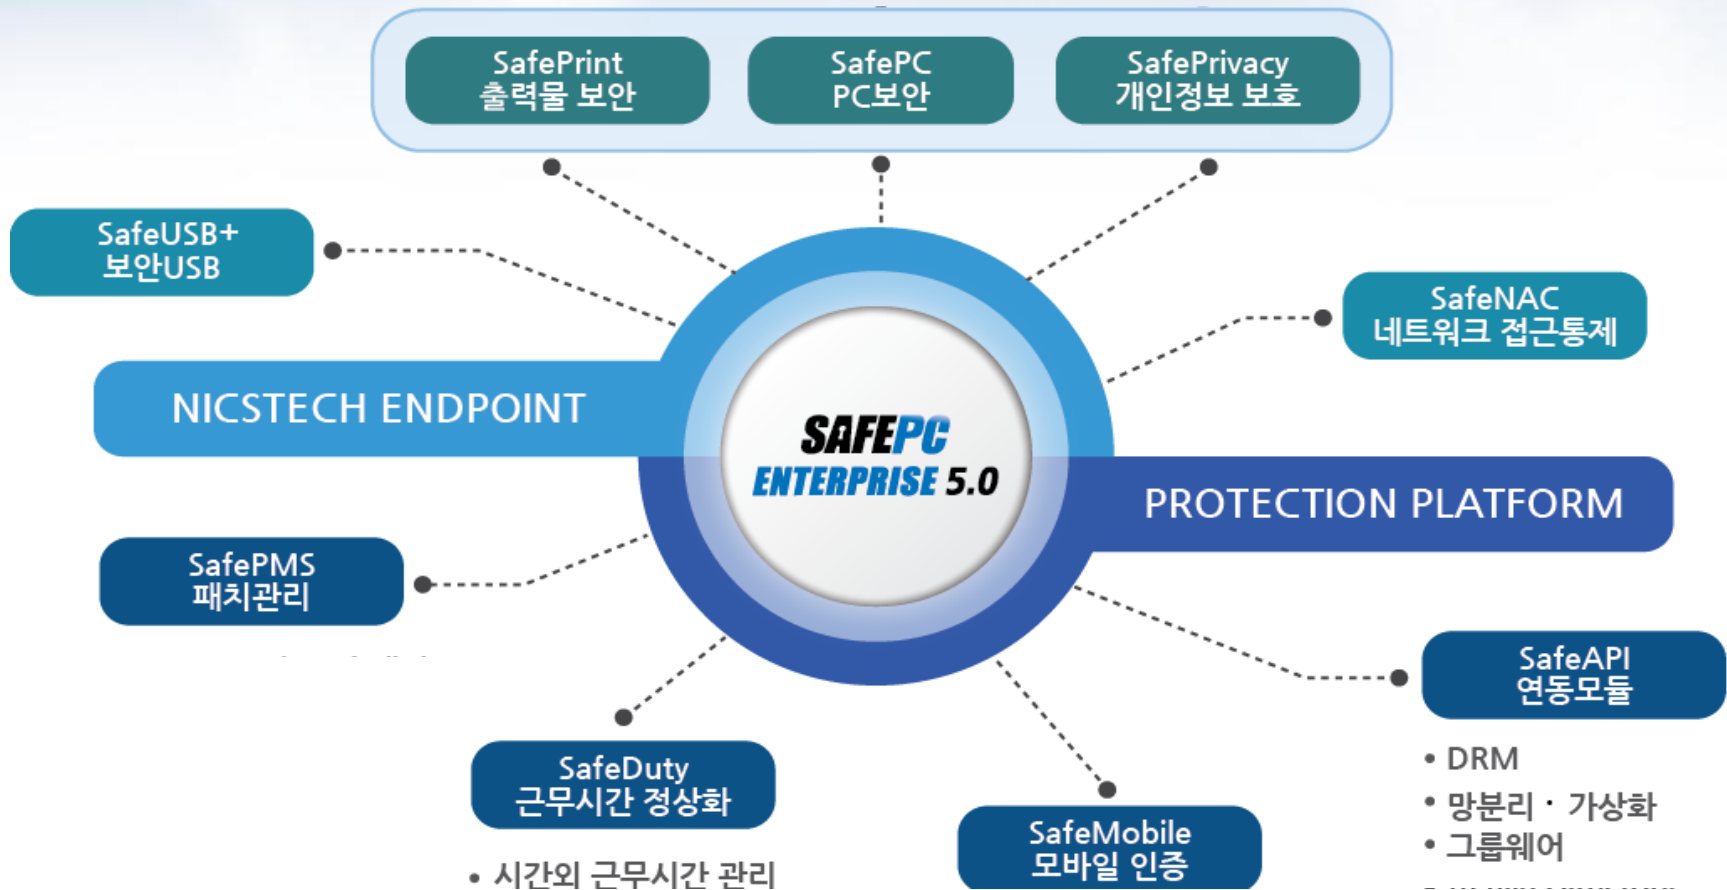 SafePrint
출력물 보안
SafePC
PC보안
SafePrivacy
개인정보 보호
SafeUSB+
보안USB
SafeNAC
네트워크 접근통제
NICSTECH ENDPOINT
SAFEPC
ENTERPRISE 5.0
PROTECTION PLATFORM
SafePMS
패치관리
SafeAPI
연동모듈
• DRM
• 망분리 · 가상화
• 그룹웨어
SafeDuty
근무시간 정상화
• 시간외 근무시간 관리
SafeMobile
모바일 인증